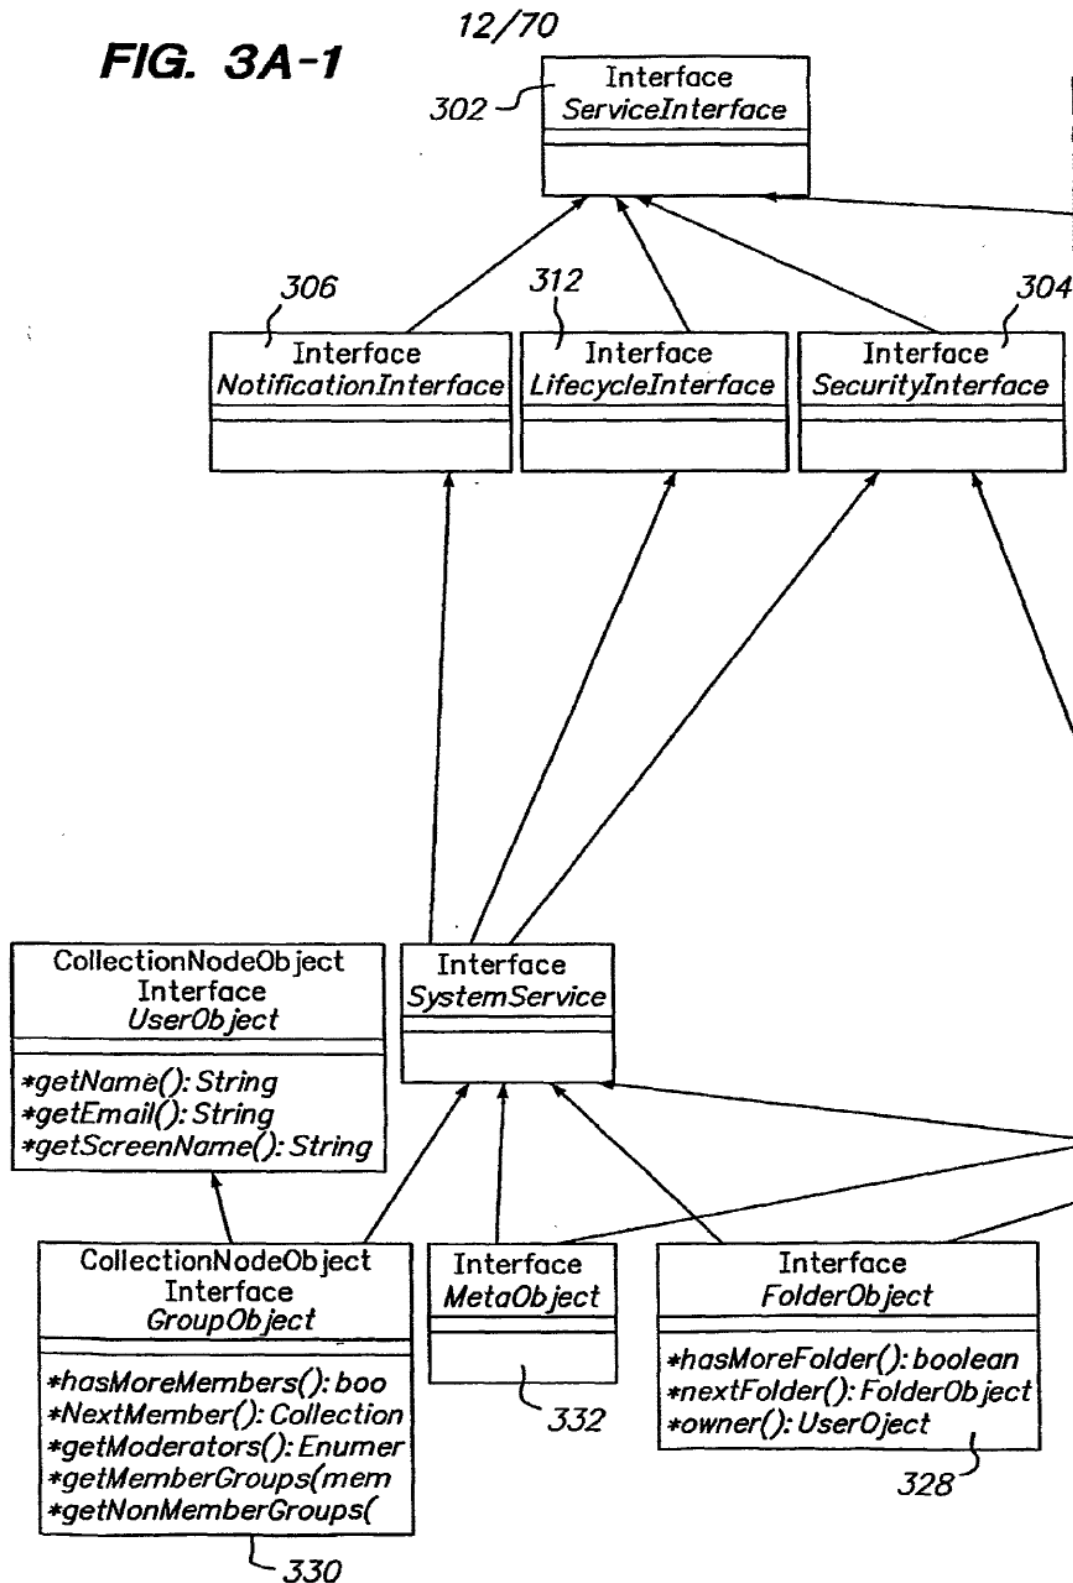 12/70
FIG. 3A-1
Interface
ServiceInterface
302
306
312
304
Interface
NotificationInterface
Interface
LifecycleInterface
Interface
SecurityInterface
CollectionNodeObject
Interface
UserObject
*getName(): String
*getEmail(): String
*getScreenName(): String
Interface
SystemService
CollectionNodeObject
Interface
GroupObject
*hasMoreMembers(): boo
*NextMember(): Collection
*getModerators(): Enumer
*getMemberGroups(mem
*getNonMemberGroups(
330
Interface
MetaObject
332
Interface
FolderObject
*hasMoreFolder(): boolean
*nextFolder(): FolderObject
*owner(): UserOject
328